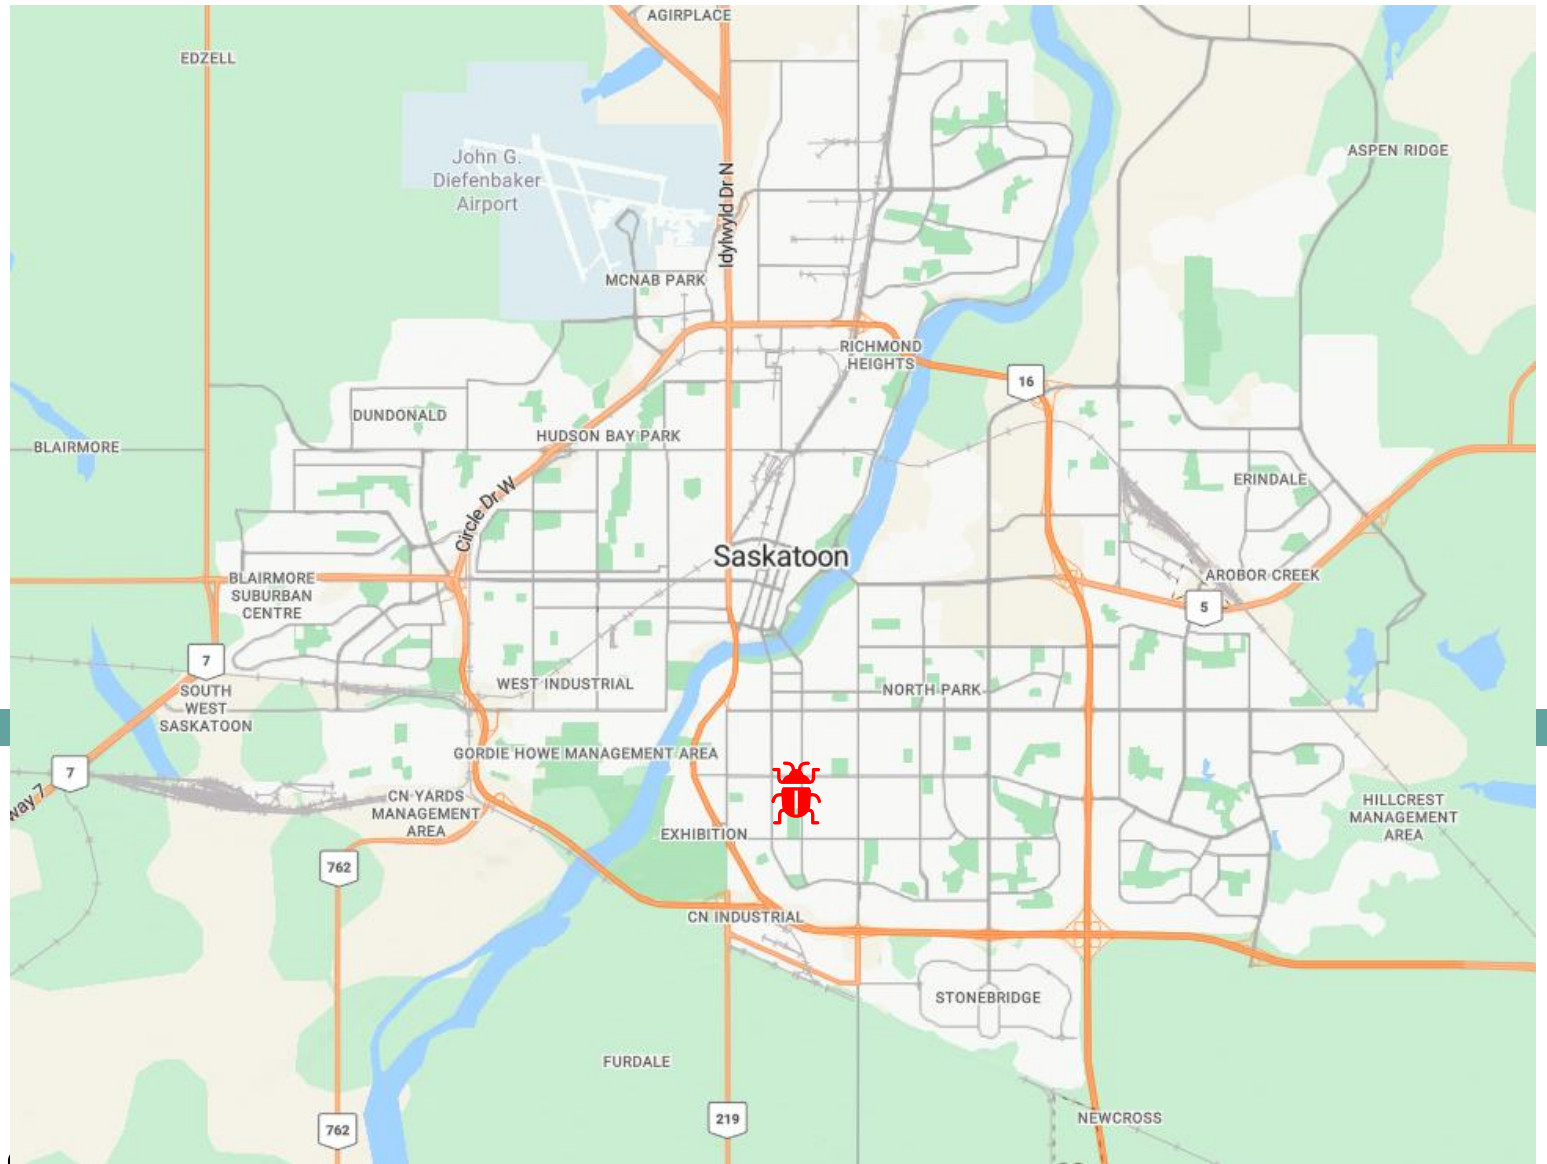 AGIRPLACE
EDZELL
John G.
Diefenbaker
Airport
Idylwyld Dr N
ASPEN RIDGE
MCNAB PARK
RICHMOND
HEIGHTS
16
DUNDONALD
HUDSON BAY PARK
BLAIRMORE
ERINDALE
Circle Dr W
Saskatoon
BLAIRMORE
SUBURBAN
CENTRE
AROBOR CREEK
5
7
WEST INDUSTRIAL
NORTH PARK
SOUTH
WEST
SASKATOON
GORDIE HOWE MANAGEMENT AREA
7
way 7
CN YARDS
MANAGEMENT
AREA
EXHIBITION
HILLCREST
MANAGEMENT
AREA
762
CN INDUSTRIAL
STONEBRIDGE
FURDALE
219
762
NEWCROSS